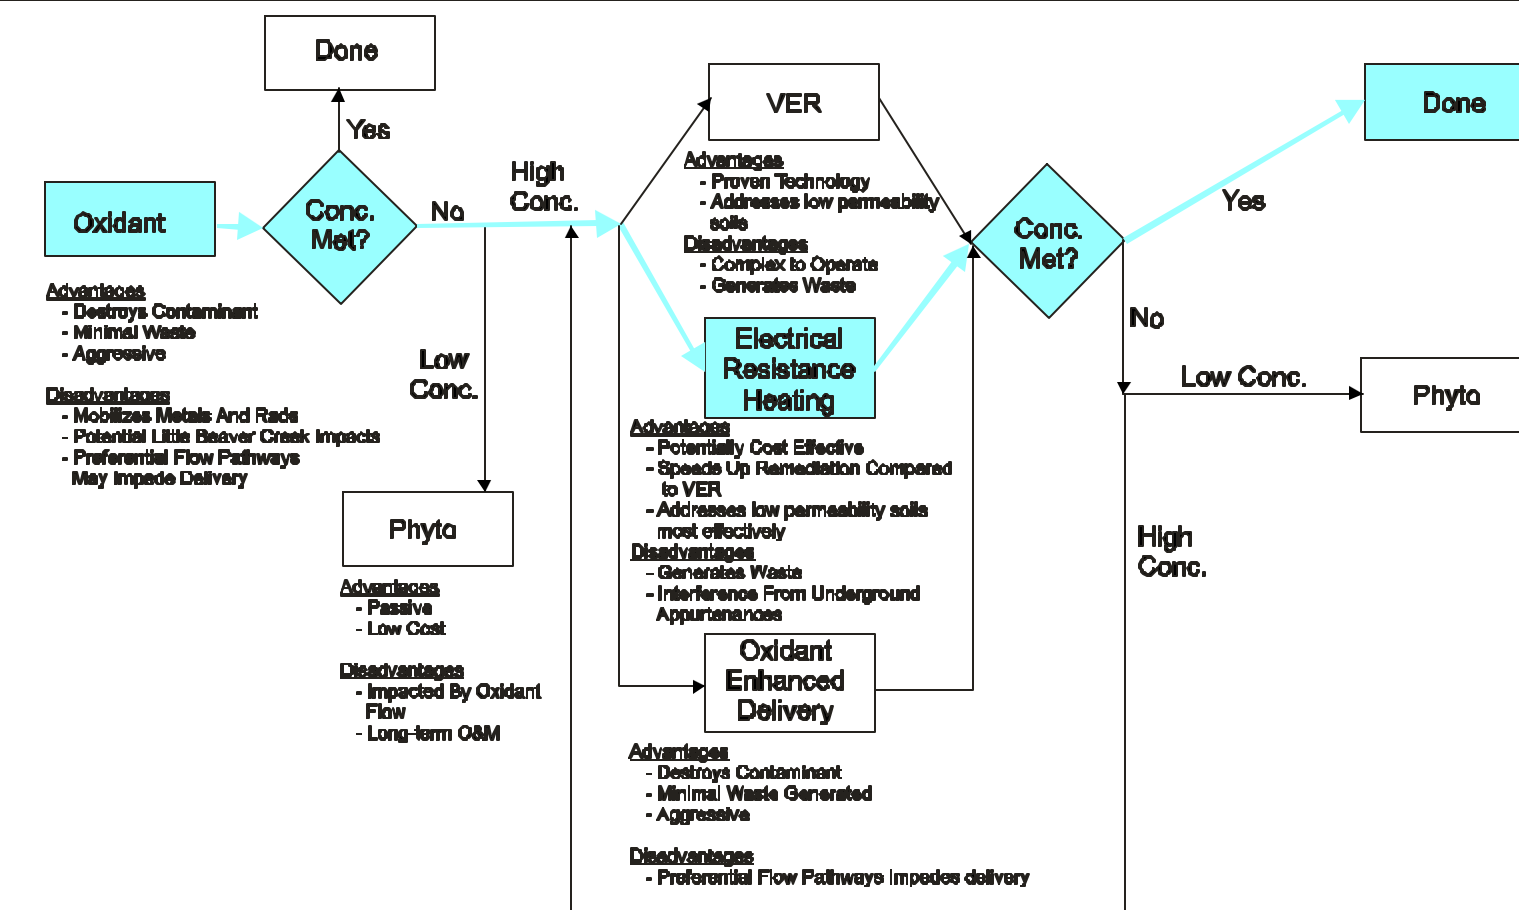 Done
Yes
Oxidant
Conc.
Met?
No
High
Conc.
Advantages
- Destroys Contaminant
- Minimal Waste
- Aggressive
Disadvantages
- Mobilizes Metals And Rads
- Potential Little Beaver Creek Impacts
- Preferential Flow Pathways
May Impede Delivery
Low
Conc.
Phyto
Advantages
- Passive
- Low Cost
Disadvantages
- Impacted By Oxidant
Flow
- Long-term O&M
VER
Advantages
- Proven Technology
- Addresses low permeability
soils
Disadvantages
- Complex to Operate
- Generates Waste
Electrical
Resistance
Heating
Advantages
- Potentially Cost Effective
- Speeds Up Remediation Compared
to VER
- Addresses low permeability soils
most effectively
Disadvantages
- Generates Waste
- Interference From Underground
Appurtenances
Oxidant
Enhanced
Delivery
Advantages
- Destroys Contaminant
- Minimal Waste Generated
- Aggressive
Disadvantages
- Preferential Flow Pathways Impedes delivery
Conc.
Met?
Yes
Done
No
Low Conc.
Phyto
High
Conc.